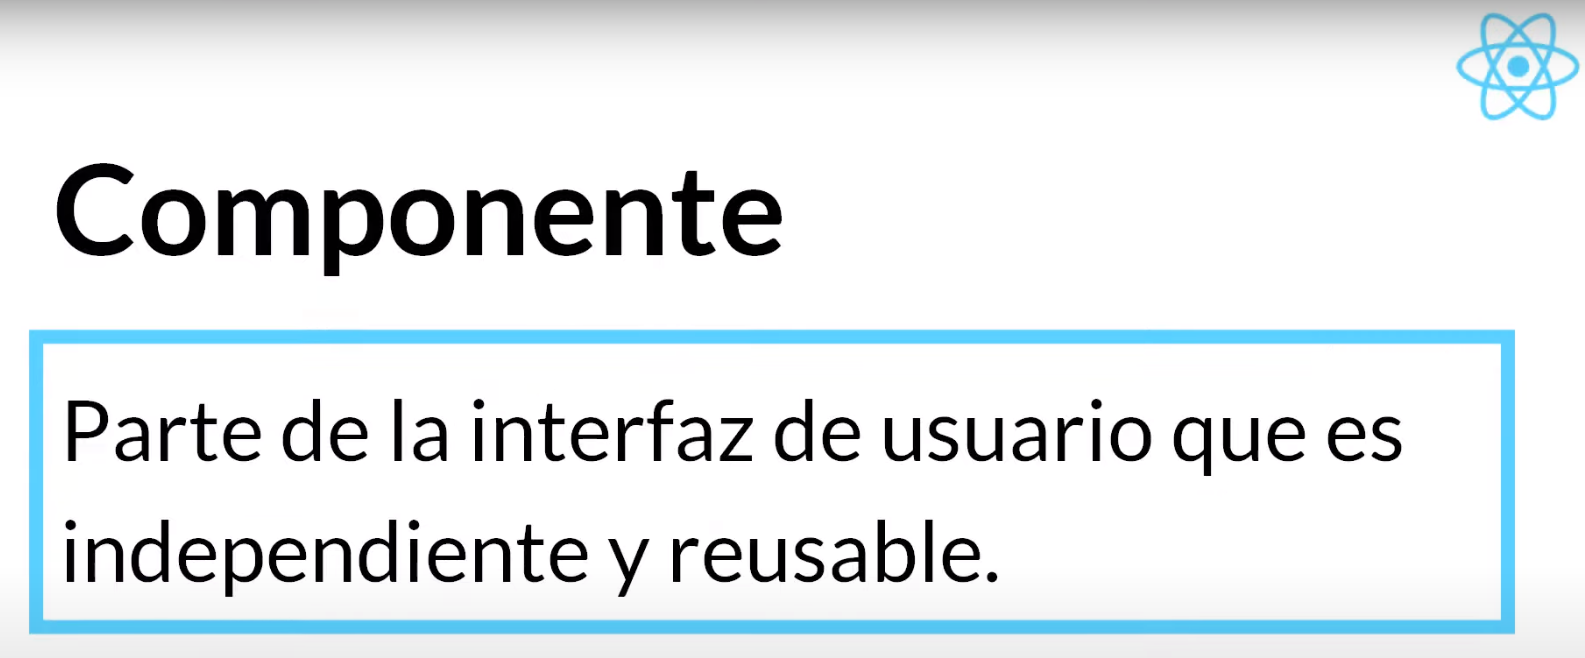 Componente
Parte de la interfaz de usuario que es
independiente y reusable.